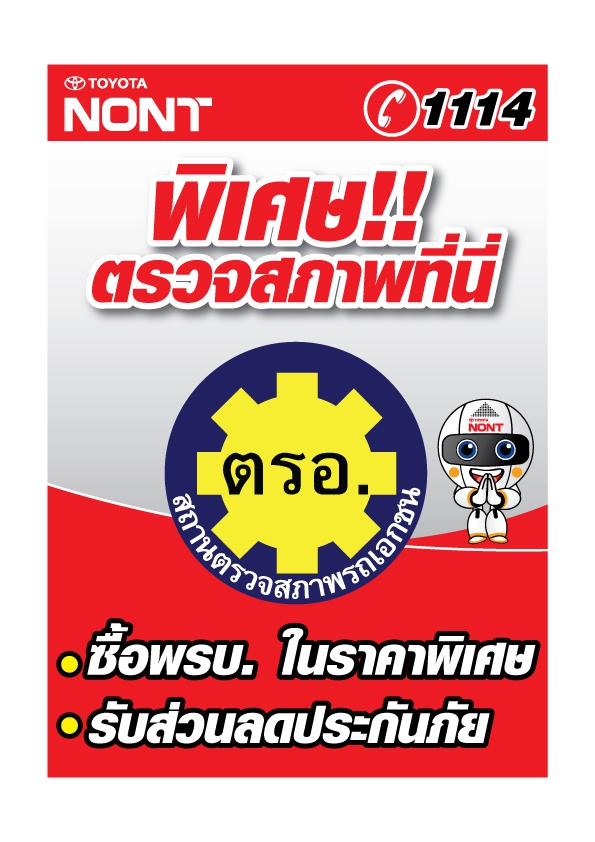 TOYOTA
NONT
1114
พิเศษ!!
ตรวจสภาพที่นี่
ตรอ.
สถานตรวจสภาพรถเอกชน
TOYOTA
NONT
ซื้อพรบ. ในราคาพิเศษ
รับส่วนลดประกันภัย